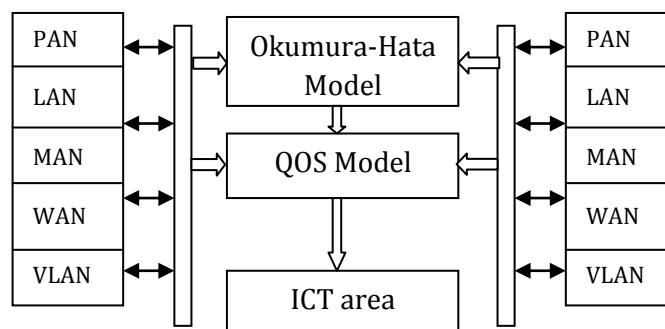 PAN
LAN
MAN
WAN
VLAN
Okumura-Hata
Model
QOS Model
ICT area
PAN
LAN
MAN
WAN
VLAN